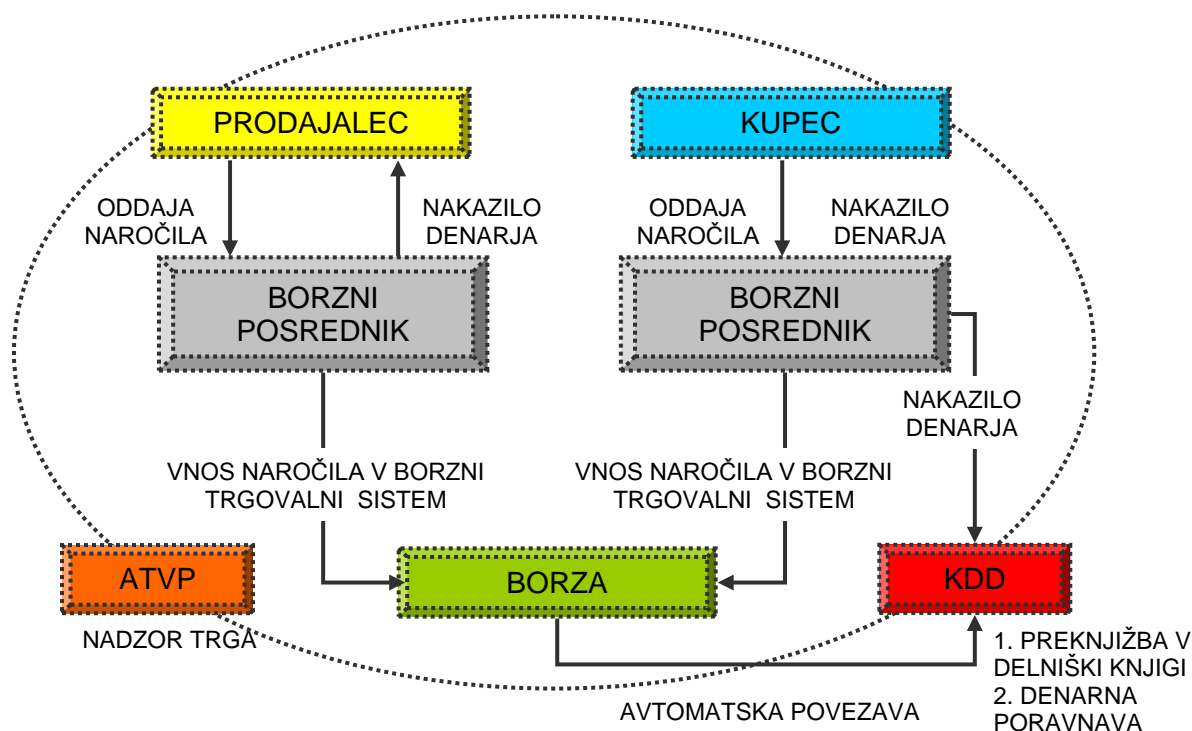 PRODAJALEC
KUPEC
ODDAJA
NAROČILA
NAKAZILO
DENARJA
ODDAJA
NAROČILA
NAKAZILO
DENARJA
BORZNI
POSREDNIK
BORZNI
POSREDNIK
NAKAZILO
DENARJA
VNOS NAROČILA V BORZNI
TRGOVALNI SISTEM
VNOS NAROČILA V BORZNI
TRGOVALNI SISTEM
ATVP
BORZA
KDD
NADZOR TRGA
1. PREKNJIŽBA V
DELNIŠKI KNJIGI
2. DENARNA
PORAVNAVA
AVTOMATSKA POVEZAVA